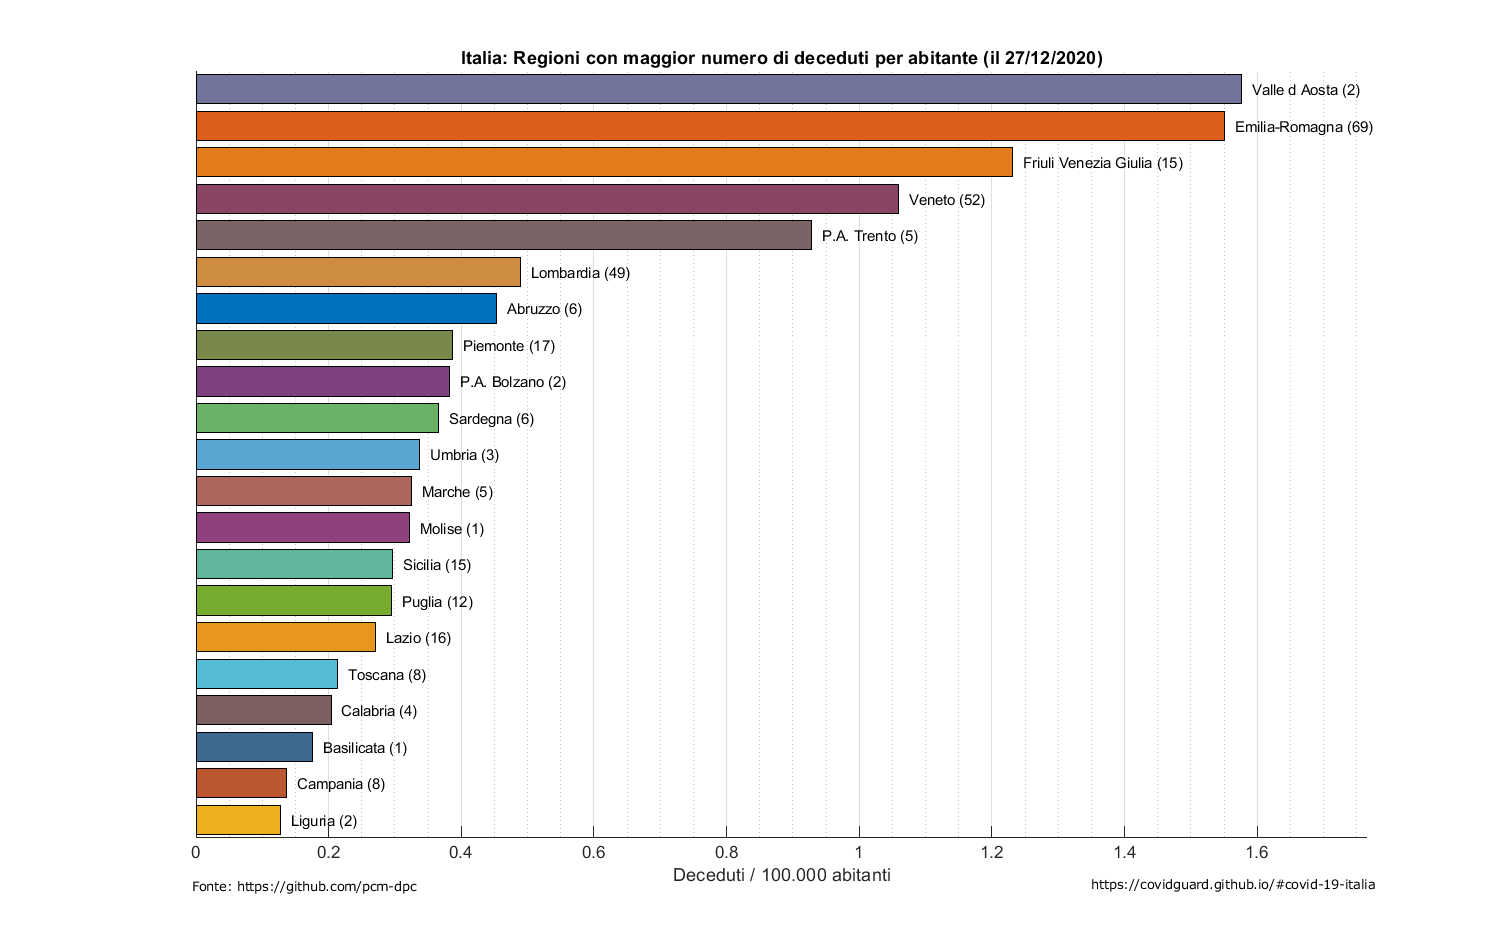 Italia: Regioni con maggior numero di deceduti per abitante (il 27/12/2020)
Valle d Aosta (2)
Emilia-Romagna (69)
Friuli Venezia Giulia (15)
Veneto (52)
P.A. Trento (5)
Lombardia (49)
Abruzzo (6)
Piemonte (17)
P.A. Bolzano (2)
Sardegna (6)
Umbria (3)
Marche (5)
Molise (1)
Sicilia (15)
Puglia (12)
Lazio (16)
Toscana (8)
Calabria (4)
Basilicata (1)
Campania (8)
Liguria (2)
0 0.2 0.4 0.6 0.8 1 1.2 1.4 1.6
Deceduti / 100.000 abitanti
Fonte: https://github.com/pcm-dpc
https://covidguard.github.io/#covid-19-italia